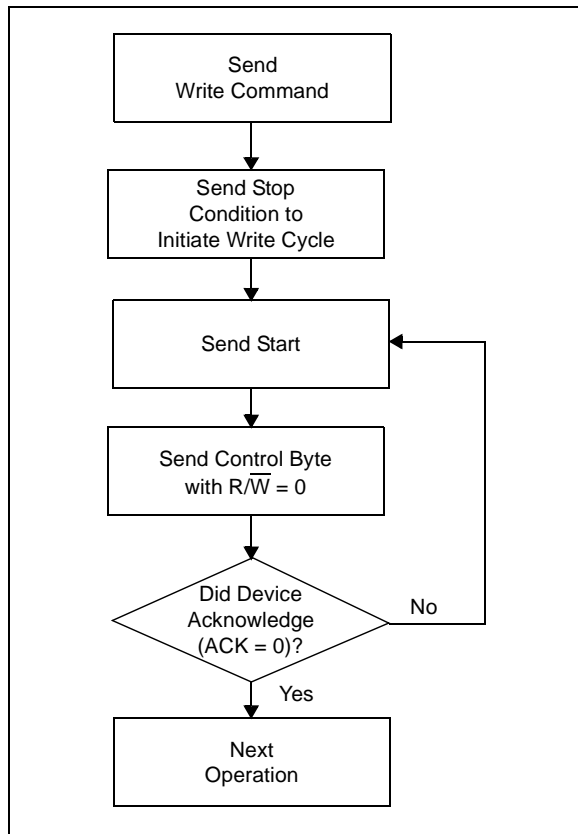 Send
Write Command
Send Stop
Condition to
Initiate Write Cycle
Send Start
Send Control Byte
with R/W̅ = 0
Did Device
Acknowledge
(ACK = 0)?
No
Yes
Next
Operation